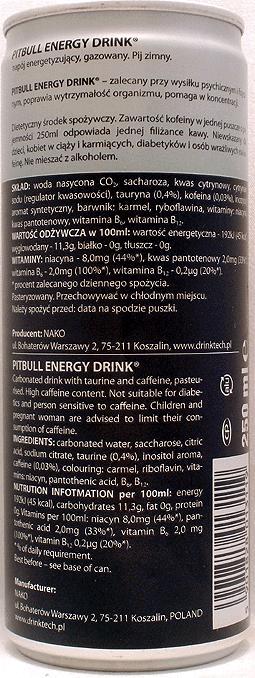 PITBULL ENERGY DRINK®
napój energetyzujący, gazowany. Pij zimny.
PITBULL ENERGY DRINK® – zalecany przy wysiłku psychicznym i
nym, poprawia wytrzymałość organizmu, pomaga w koncentracji.
Dietetyczny środek spożywczy. Zawartość kofeiny w jednej puszce o
jemności 250ml odpowiada jednej filiżance kawy. Niewskazany
dzieci, kobiet w ciąży i karmiących, diabetyków i osób wrażliwych
feinę. Nie mieszać z alkoholem.
SKŁAD: woda nasycona CO₂, sacharoza, kwas cytrynowy,
sodu (regulator kwasowości), tauryna (0,4%), kofeina (0,03%),
aromat syntetyczny, barwnik: karmel, ryboflawina, witaminy:
kwas pantotenowy, witamina B₆, witamina B₁₂.
WARTOŚĆ ODŻYWCZA w 100ml: wartość energetyczna - 192kJ (45 kcal),
węglowodany - 11,3g, białko - 0g, tłuszcz - 0g.
WITAMINY: niacyna - 8,0mg (44%*), kwas pantotenowy 2,0mg (33%*),
witamina B₆ - 2,0mg (100%*), witamina B₁₂ - 0,2µg (20%*).
* procent zalecanego dziennego spożycia.
Pasteryzowany. Przechowywać w chłodnym miejscu.
Należy spożyć przed: data na spodzie puszki.
Producent: NAKO
ul. Bohaterów Warszawy 2, 75-211 Koszalin, www.drinktech.pl
PITBULL ENERGY DRINK®
Carbonated drink with taurine and caffeine, pasteu-
rised. High caffeine content. Not suitable for diabe-
tics and person sensitive to caffeine. Children and
pregnant woman are advised to limit their con-
sumption of caffeine.
INGREDIENTS: carbonated water, saccharose, citric
acid, sodium citrate, taurine (0,4%), inositol aroma,
caffeine (0,03%), colouring: carmel, riboflavin, vita-
mins: niacyn, pantothenic acid, B₆, B₁₂.
NUTRUTION INFOTMATION per 100ml: energy
192kJ (45 kcal), carbohydrates 11,3g, fat 0g, protein
0g. Vitamins per 100ml: niacyn 8,0mg (44%*), pan-
tothenic acid 2,0mg (33%*), vitamin B₆ 2,0 mg
(100%*), vitamin B₁₂ 0,2µg (20%*).
*% of daily requirement.
Best before – see base of can.
Manufacturer:
NAKO
ul. Bohaterów Warszawy 2, 75-211 Koszalin, POLAND
www.drinktech.pl
250 ml e